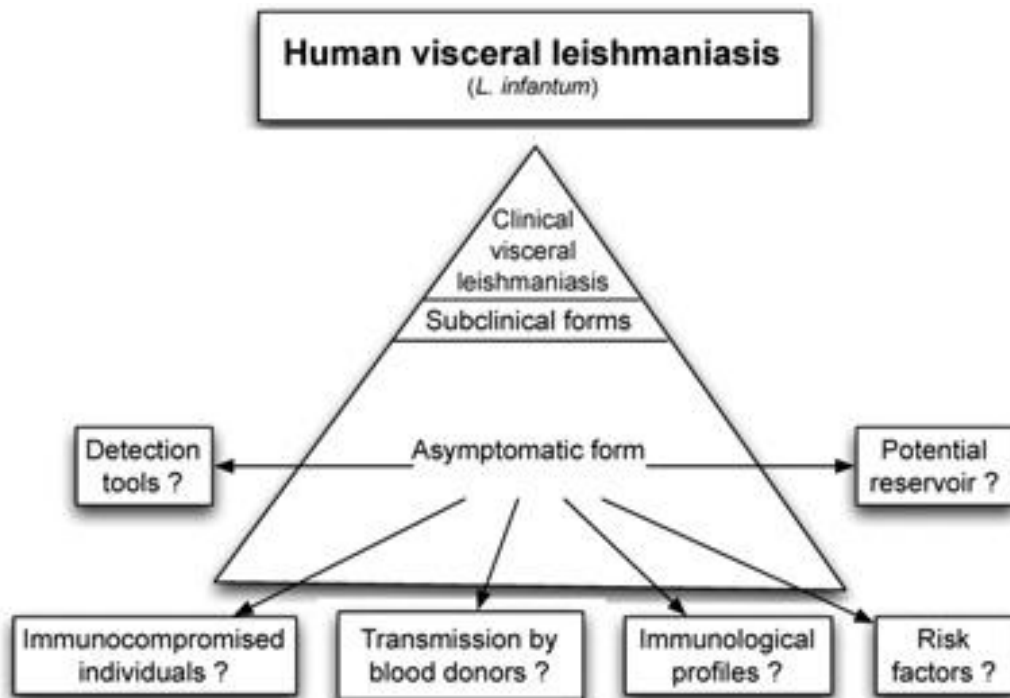 Human visceral leishmaniasis
(L. infantum)
Clinical
visceral
leishmaniasis
Subclinical forms
Detection
tools ?
Asymptomatic form
Potential
reservoir ?
Immunocompromised
individuals ?
Transmission by
blood donors ?
Immunological
profiles ?
Risk
factors ?